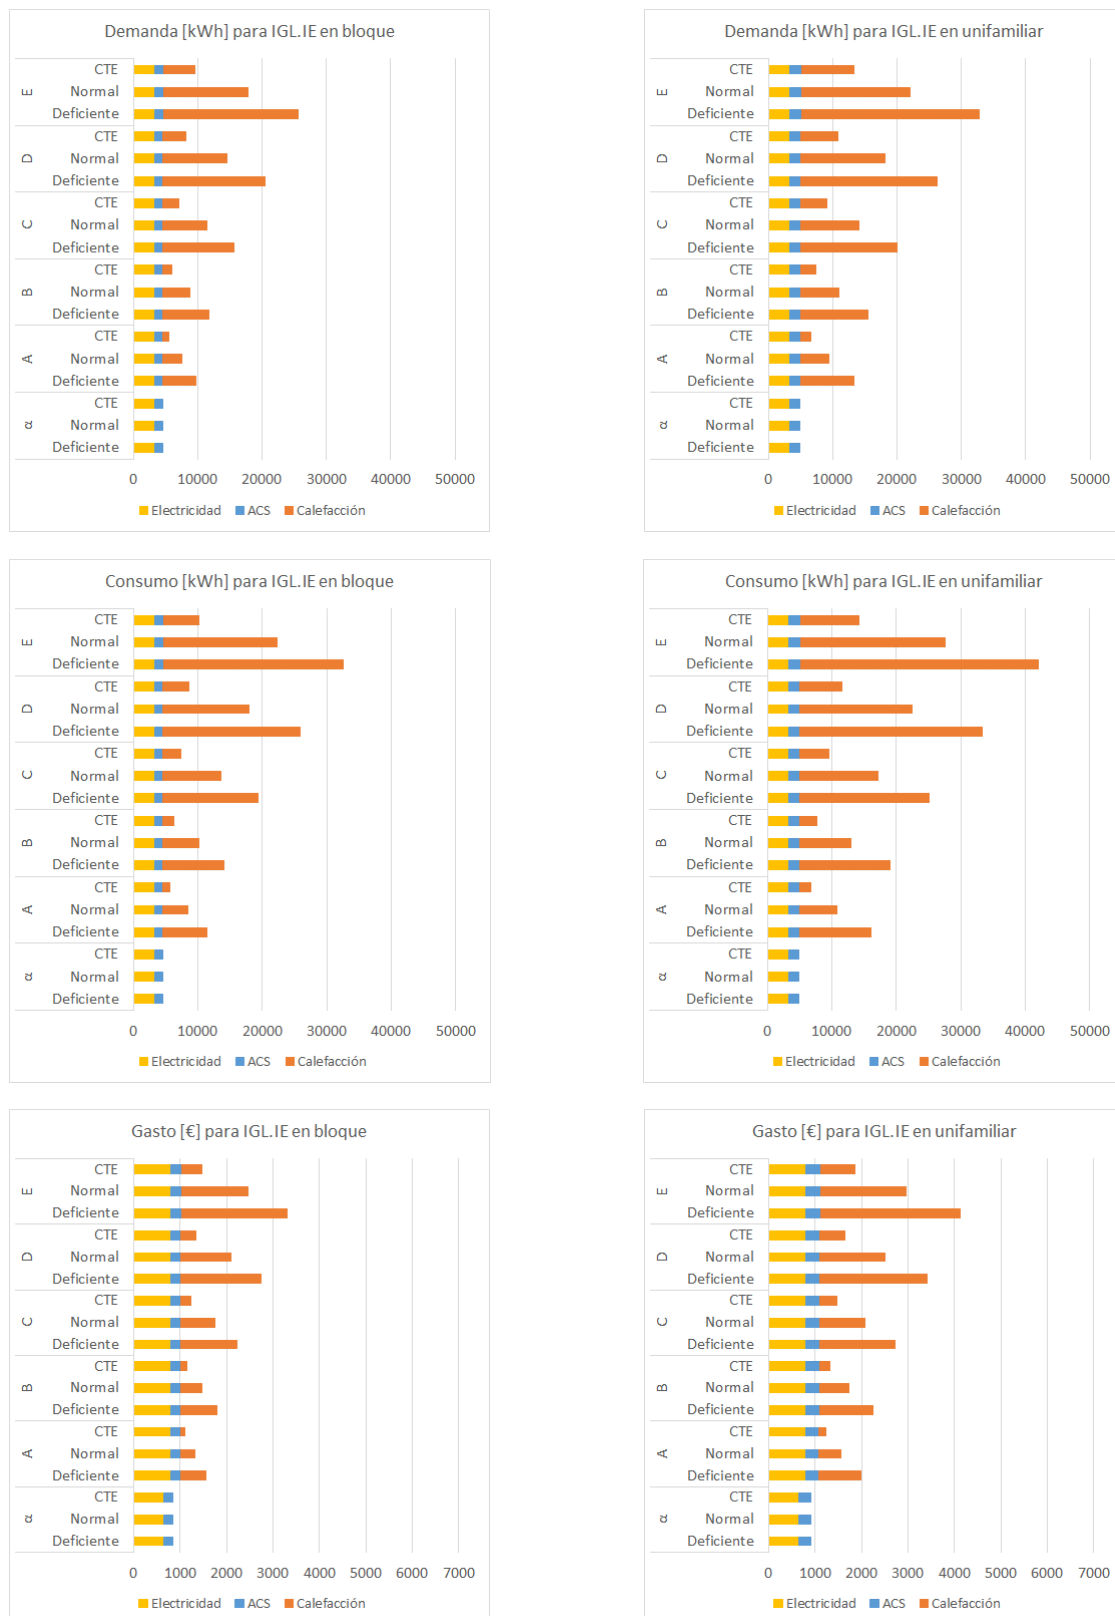 Demanda [kWh] para IGL.IE en bloque
CTE
E Normal
Deficiente
CTE
D Normal
Deficiente
CTE
C Normal
Deficiente
CTE
B Normal
Deficiente
CTE
A Normal
Deficiente
CTE
α Normal
Deficiente
0 10000 20000 30000 40000 50000
Electricidad ACS Calefacción
Demanda [kWh] para IGL.IE en unifamiliar
CTE
E Normal
Deficiente
CTE
D Normal
Deficiente
CTE
C Normal
Deficiente
CTE
B Normal
Deficiente
CTE
A Normal
Deficiente
CTE
α Normal
Deficiente
0 10000 20000 30000 40000 50000
Electricidad ACS Calefacción
Consumo [kWh] para IGL.IE en bloque
CTE
E Normal
Deficiente
CTE
D Normal
Deficiente
CTE
C Normal
Deficiente
CTE
B Normal
Deficiente
CTE
A Normal
Deficiente
CTE
α Normal
Deficiente
0 10000 20000 30000 40000 50000
Electricidad ACS Calefacción
Consumo [kWh] para IGL.IE en unifamiliar
CTE
E Normal
Deficiente
CTE
D Normal
Deficiente
CTE
C Normal
Deficiente
CTE
B Normal
Deficiente
CTE
A Normal
Deficiente
CTE
α Normal
Deficiente
0 10000 20000 30000 40000 50000
Electricidad ACS Calefacción
Gasto [€] para IGL.IE en bloque
CTE
E Normal
Deficiente
CTE
D Normal
Deficiente
CTE
C Normal
Deficiente
CTE
B Normal
Deficiente
CTE
A Normal
Deficiente
CTE
α Normal
Deficiente
0 1000 2000 3000 4000 5000 6000 7000
Electricidad ACS Calefacción
Gasto [€] para IGL.IE en unifamiliar
CTE
E Normal
Deficiente
CTE
D Normal
Deficiente
CTE
C Normal
Deficiente
CTE
B Normal
Deficiente
CTE
A Normal
Deficiente
CTE
α Normal
Deficiente
0 1000 2000 3000 4000 5000 6000 7000
Electricidad ACS Calefacción